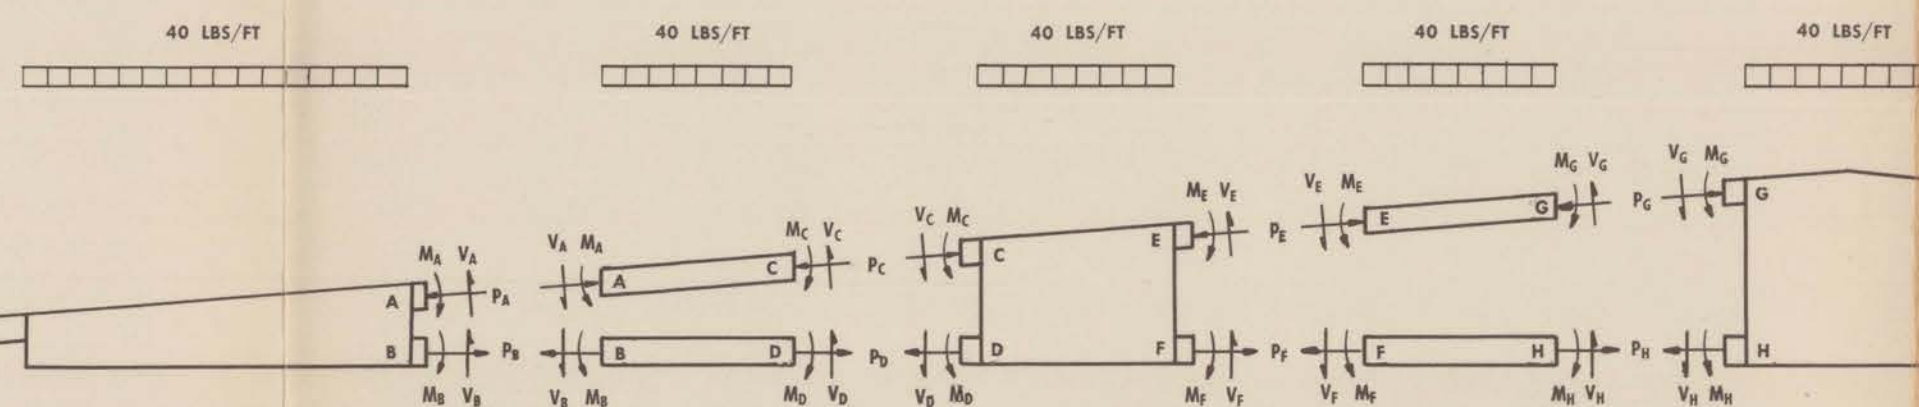 40 LBS/FT 40 LBS/FT 40 LBS/FT 40 LBS/FT 40 LBS/FT
MG VG VG MG
ME VE VE ME G
MC VC VC MC E G PG
MA VA VA MA C PC C E PE
A PA A
B PB B D PD D F PF F H PH H
MB VB VB MB MD VD VD MD MF VF VF MF MH VH VH MH